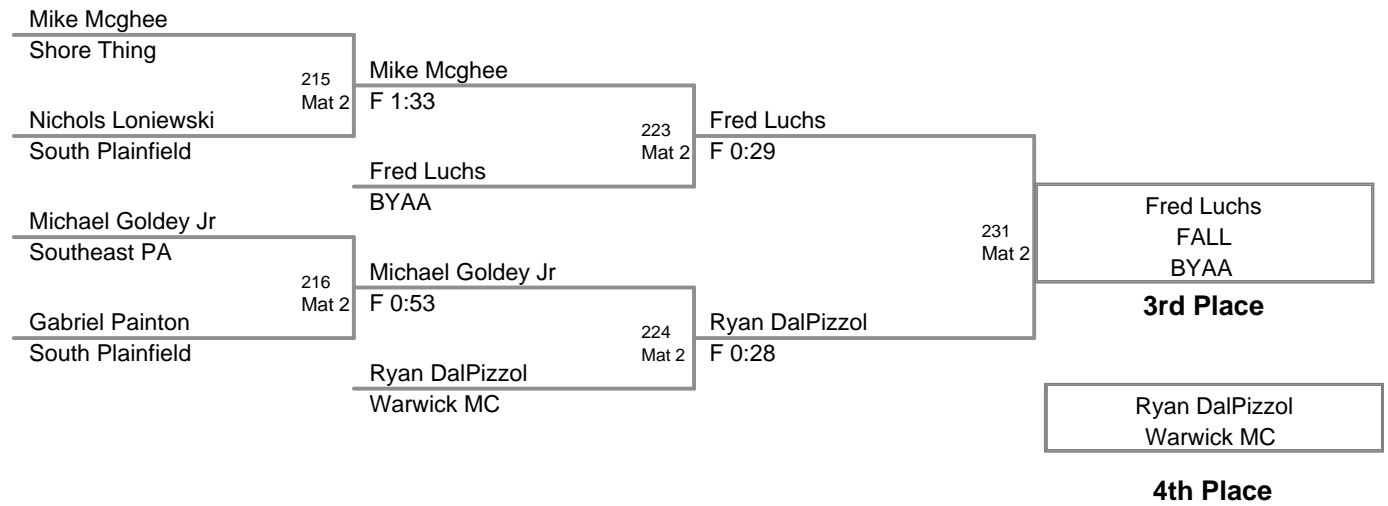 Mike Mcghee
Shore Thing
215
Mat 2
Mike Mcghee
F 1:33
Nichols Loniewski
South Plainfield
223
Mat 2
Fred Luchs
F 0:29
Fred Luchs
BYAA
Michael Goldey Jr
Southeast PA
231
Mat 2
Fred Luchs
FALL
BYAA
3rd Place
216
Mat 2
Michael Goldey Jr
F 0:53
Gabriel Painton
South Plainfield
224
Mat 2
Ryan DalPizzol
F 0:28
Ryan DalPizzol
Warwick MC
Ryan DalPizzol
Warwick MC
4th Place